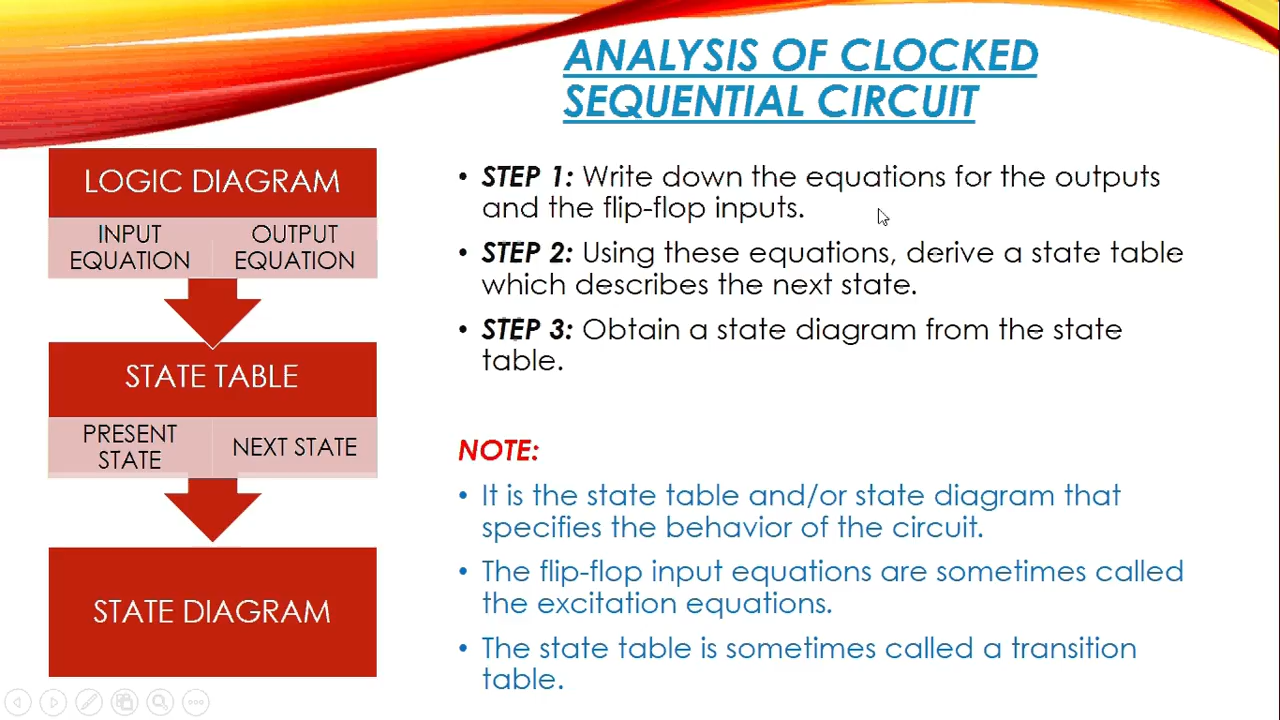 ANALYSIS OF CLOCKED
SEQUENTIAL CIRCUIT
LOGIC DIAGRAM
INPUT
EQUATION
OUTPUT
EQUATION
STATE TABLE
PRESENT
STATE
NEXT STATE
STATE DIAGRAM
• STEP 1: Write down the equations for the outputs
and the flip-flop inputs.
• STEP 2: Using these equations, derive a state table
which describes the next state.
• STEP 3: Obtain a state diagram from the state
table.
NOTE:
• It is the state table and/or state diagram that
specifies the behavior of the circuit.
• The flip-flop input equations are sometimes called
the excitation equations.
• The state table is sometimes called a transition
table.